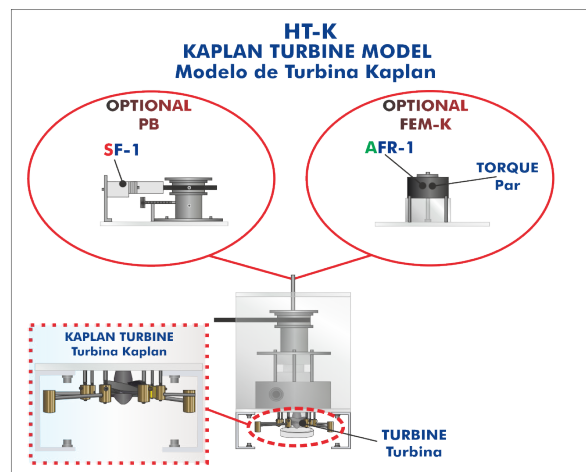 HT-K
KAPLAN TURBINE MODEL
Modelo de Turbina Kaplan
OPTIONAL
PB
SF-1
OPTIONAL
FEM-K
AFR-1
TORQUE
Par
KAPLAN TURBINE
Turbina Kaplan
TURBINE
Turbina